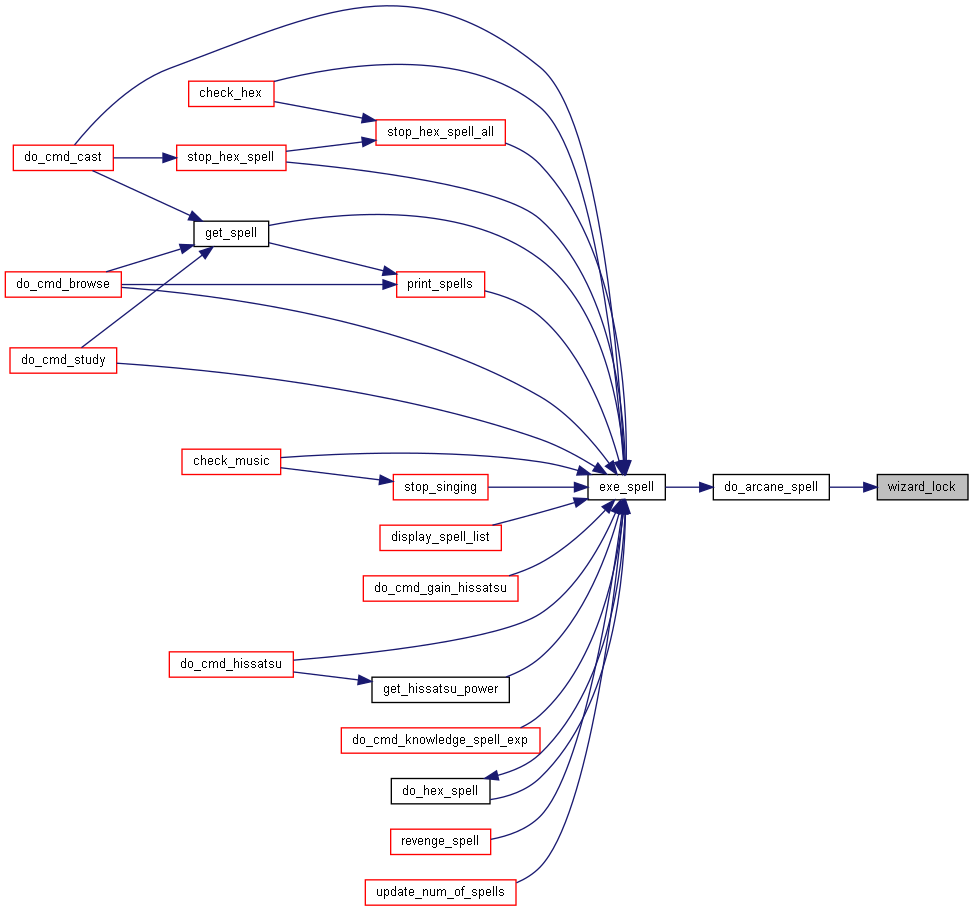 check_hex
stop_hex_spell_all
do_cmd_cast
stop_hex_spell
get_spell
do_cmd_browse
print_spells
do_cmd_study
check_music
stop_singing
exe_spell
do_arcane_spell
wizard_lock
display_spell_list
do_cmd_gain_hissatsu
do_cmd_hissatsu
get_hissatsu_power
do_cmd_knowledge_spell_exp
do_hex_spell
revenge_spell
update_num_of_spells